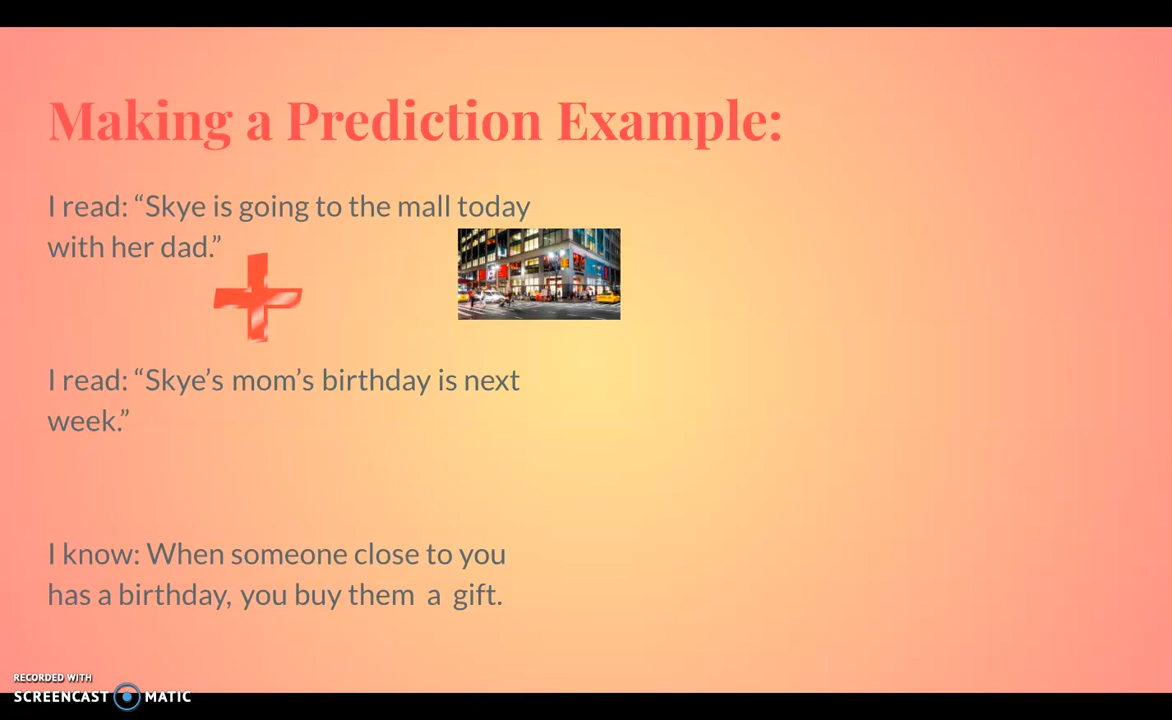 Making a Prediction Example:
I read: “Skye is going to the mall today
with her dad.”
I read: “Skye’s mom’s birthday is next
week.”
I know: When someone close to you
has a birthday, you buy them a gift.
RECORDED WITH
SCREENCAST MATIC